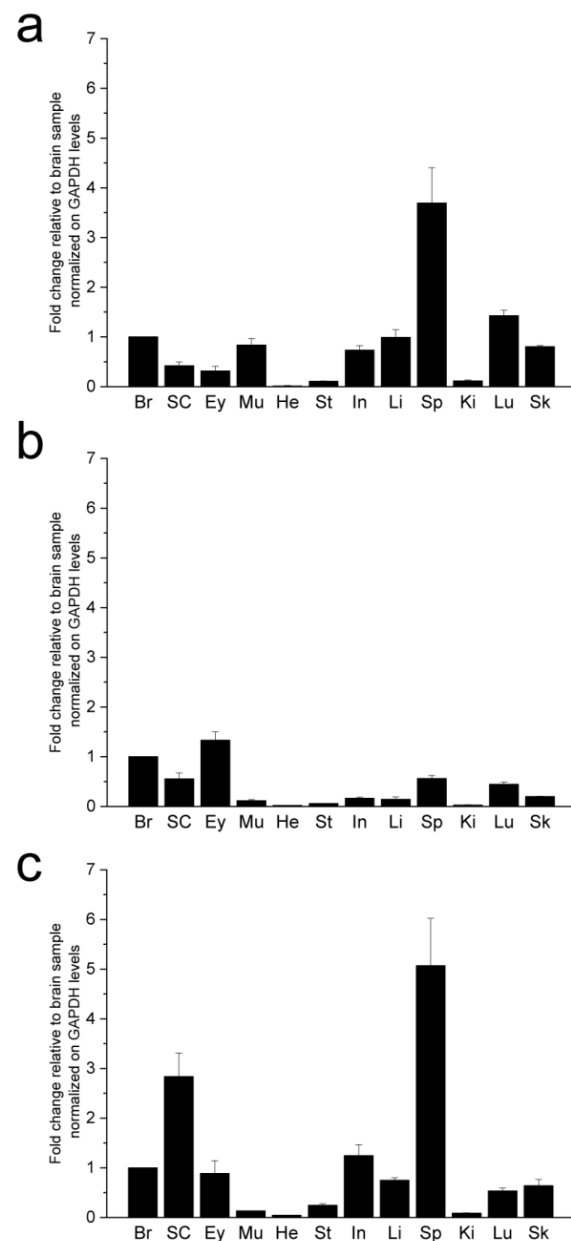 a
Fold change relative to brain sample
normalized on GAPDH levels
7
6
5
4
3
2
1
0
Br SC Ey Mu He St In Li Sp Ki Lu Sk
b
Fold change relative to brain sample
normalized on GAPDH levels
7
6
5
4
3
2
1
0
Br SC Ey Mu He St In Li Sp Ki Lu Sk
c
Fold change relative to brain sample
normalized on GAPDH levels
7
6
5
4
3
2
1
0
Br SC Ey Mu He St In Li Sp Ki Lu Sk